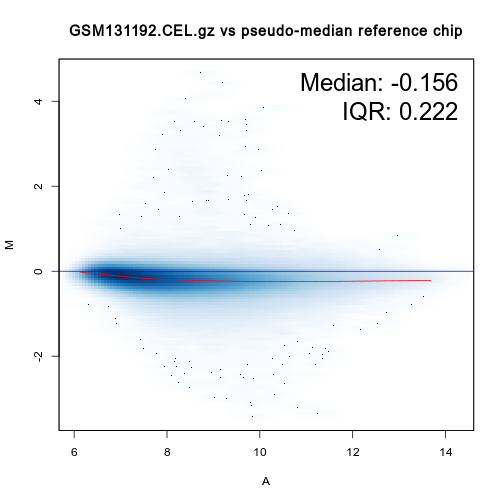 GSM131192.CEL.gz vs pseudo-median reference chip
Median: -0.156
IQR: 0.222
4
2
0
-2
M
6 8 10 12 14
A